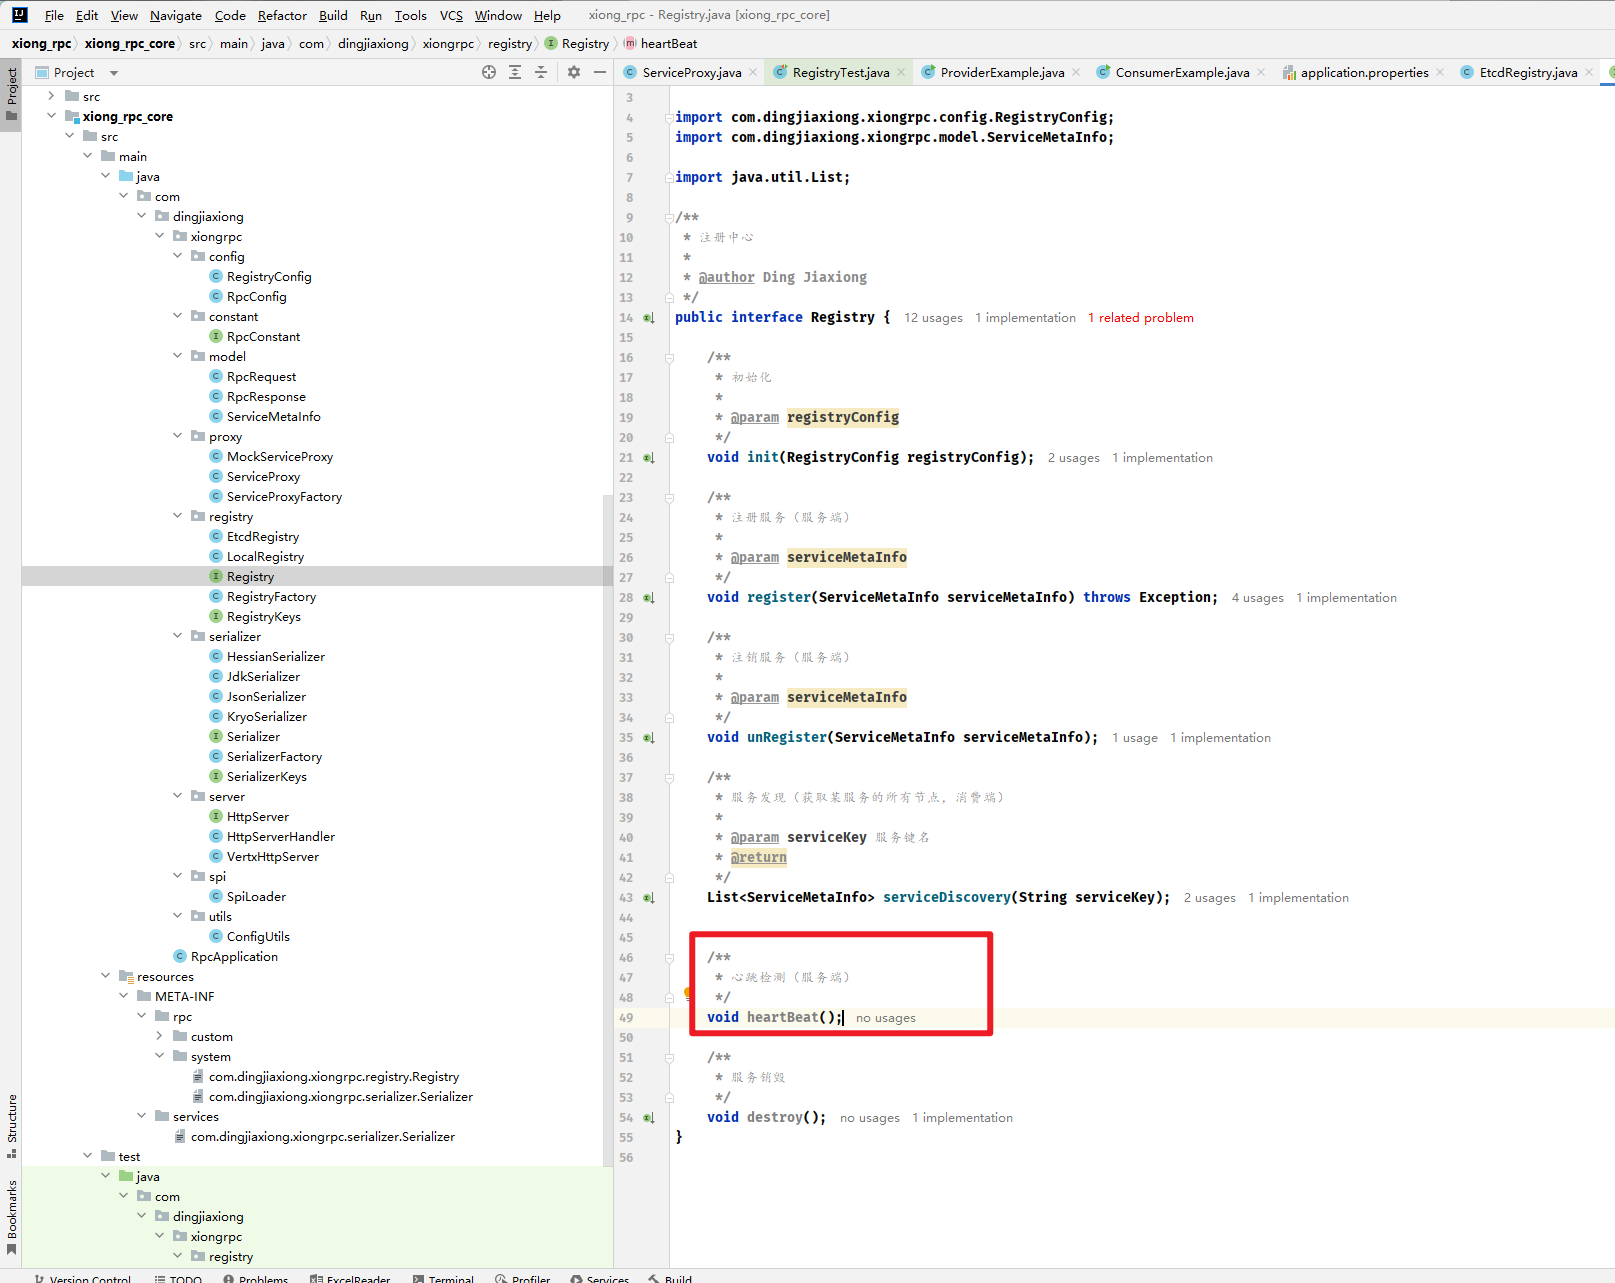 File Edit View Navigate Code Refactor Build Run Tools VCS Window Help xiong_rpc - Registry.java [xiong_rpc_core]
xiong_rpc xiong_rpc_core src main java com dingjiaxiong xiongrpc registry Registry heartBeat
Project
Structure
Bookmarks
Project
src
xiong_rpc_core
src
main
java
com
dingjiaxiong
xiongrpc
config
RegistryConfig
RpcConfig
constant
RpcConstant
model
RpcRequest
RpcResponse
ServiceMetaInfo
proxy
MockServiceProxy
ServiceProxy
ServiceProxyFactory
registry
EtcdRegistry
LocalRegistry
Registry
RegistryFactory
RegistryKeys
serializer
HessianSerializer
JdkSerializer
JsonSerializer
KryoSerializer
Serializer
SerializerFactory
SerializerKeys
server
HttpServer
HttpServerHandler
VertxHttpServer
spi
SpiLoader
utils
ConfigUtils
RpcApplication
resources
META-INF
rpc
custom
system
com.dingjiaxiong.xiongrpc.registry.Registry
com.dingjiaxiong.xiongrpc.serializer.Serializer
services
com.dingjiaxiong.xiongrpc.serializer.Serializer
test
java
com
dingjiaxiong
xiongrpc
registry
ServiceProxy.java RegistryTest.java ProviderExample.java ConsumerExample.java application.properties EtcdRegistry.java
3
4 import com.dingjiaxiong.xiongrpc.config.RegistryConfig;
5 import com.dingjiaxiong.xiongrpc.model.ServiceMetaInfo;
6
7 import java.util.List;
8
9 /**
10 * 注册中心
11 *
12 * @author Ding Jiaxiong
13 */
14 public interface Registry { 12 usages 1 implementation 1 related problem
15
16 /**
17 * 初始化
18 *
19 * @param registryConfig
20 */
21 void init(RegistryConfig registryConfig); 2 usages 1 implementation
22
23 /**
24 * 注册服务（服务端）
25 *
26 * @param serviceMetaInfo
27 */
28 void register(ServiceMetaInfo serviceMetaInfo) throws Exception; 4 usages 1 implementation
29
30 /**
31 * 注销服务（服务端）
32 *
33 * @param serviceMetaInfo
34 */
35 void unRegister(ServiceMetaInfo serviceMetaInfo); 1 usage 1 implementation
36
37 /**
38 * 服务发现（获取某服务的所有节点，消费端）
39 *
40 * @param serviceKey 服务键名
41 * @return
42 */
43 List<ServiceMetaInfo> serviceDiscovery(String serviceKey); 2 usages 1 implementation
44
45
46 /**
47 * 心跳检测（服务端）
48 */
49 void heartBeat(); no usages
50
51 /**
52 * 服务销毁
53 */
54 void destroy(); no usages 1 implementation
55 }
56
Version Control TODO Problems ExcelReader Terminal Profiler Services Build